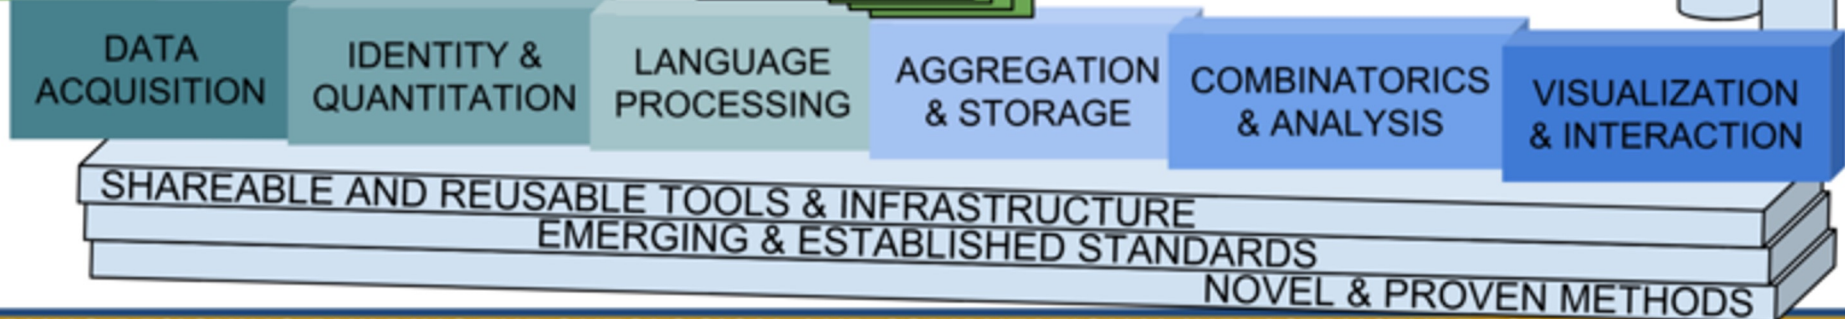 DATA
ACQUISITION
IDENTITY &
QUANTITATION
LANGUAGE
PROCESSING
AGGREGATION
& STORAGE
COMBINATORICS
& ANALYSIS
VISUALIZATION
& INTERACTION
SHAREABLE AND REUSABLE TOOLS & INFRASTRUCTURE
EMERGING & ESTABLISHED STANDARDS
NOVEL & PROVEN METHODS